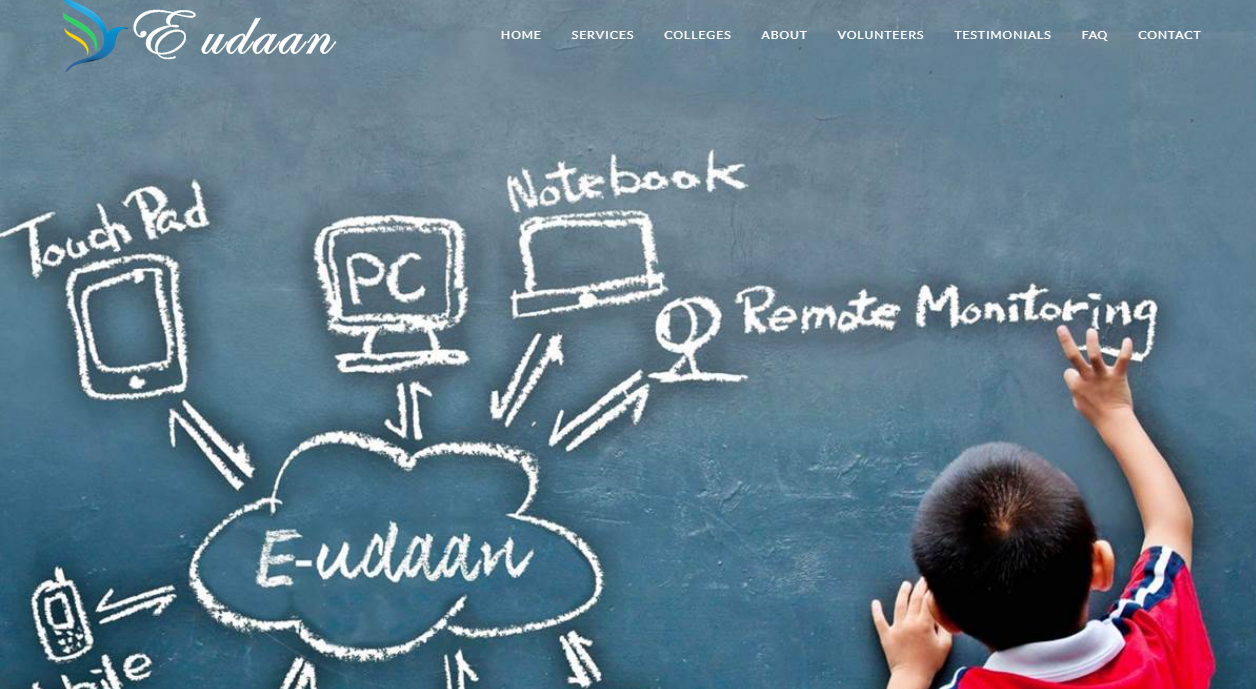 E udaan
HOME SERVICES COLLEGES ABOUT VOLUNTEERS TESTIMONIALS FAQ CONTACT
Notebook
Touch Pad
PC
Remote Monitoring
E-udaan